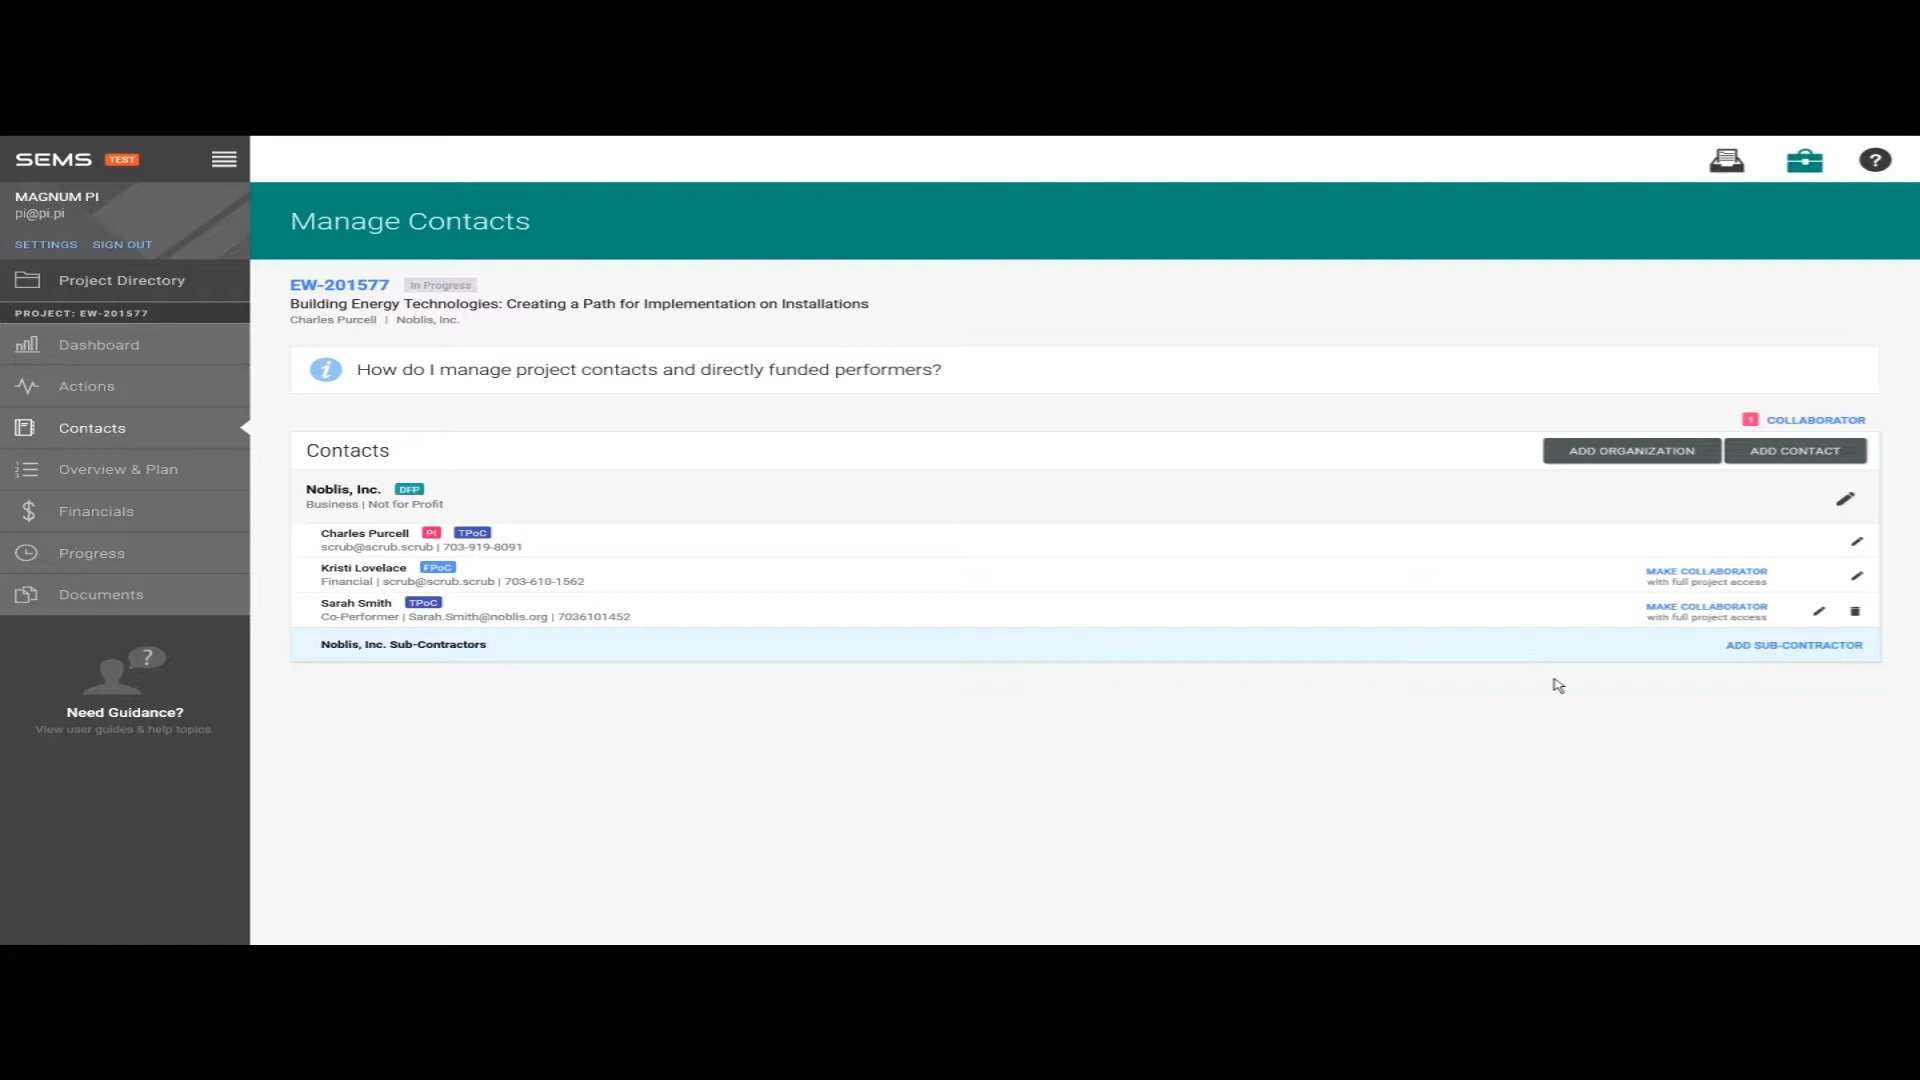 SEMS TEST
MAGNUM PI
pi@pi.pi
SETTINGS SIGN OUT
Project Directory
PROJECT: EW-201577
Dashboard
Actions
Contacts
Overview & Plan
Financials
Progress
Documents
?
Need Guidance?
View user guides & help topics.
?
Manage Contacts
EW-201577 In Progress
Building Energy Technologies: Creating a Path for Implementation on Installations
Charles Purcell | Noblis, Inc.
i How do I manage project contacts and directly funded performers?
1 COLLABORATOR
Contacts ADD ORGANIZATION ADD CONTACT
Noblis, Inc. DFP
Business | Not for Profit
Charles Purcell PI TPoC
scrub@scrub.scrub | 703-919-8091
Kristi Lovelace FPoC
Financial | scrub@scrub.scrub | 703-610-1562
MAKE COLLABORATOR
with full project access
Sarah Smith TPoC
Co-Performer | Sarah.Smith@noblis.org | 7036101452
MAKE COLLABORATOR
with full project access
Noblis, Inc. Sub-Contractors ADD SUB-CONTRACTOR